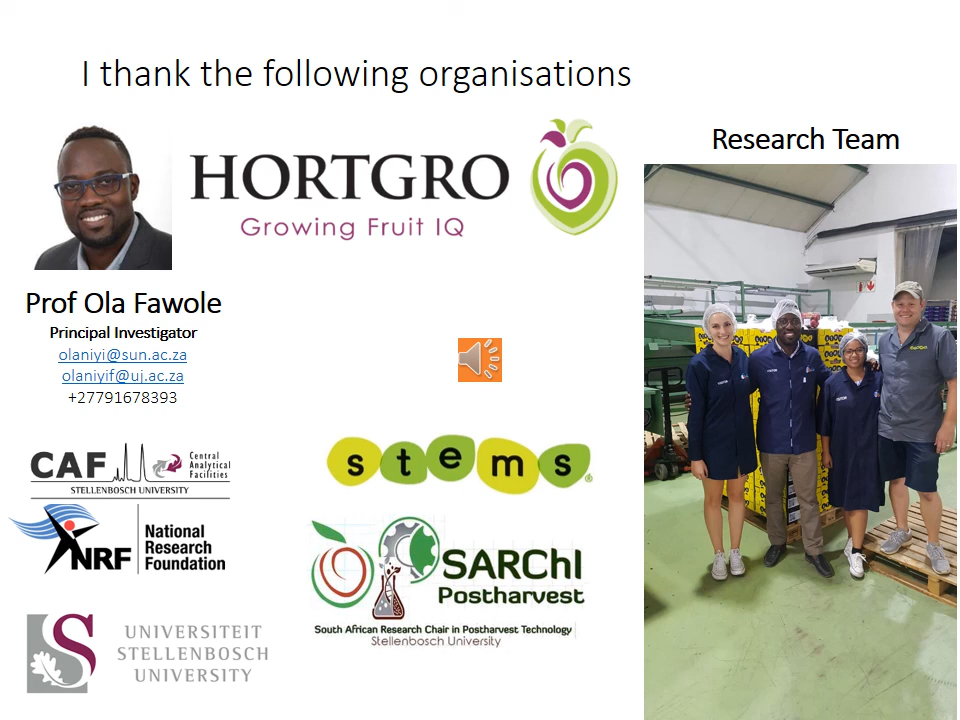 I thank the following organisations
HORTGRO
Growing Fruit IQ
Research Team
Prof Ola Fawole
Principal Investigator
olaniyi@sun.ac.za
olaniyif@uj.ac.za
+27791678393
CAF
Central
Analytical
Facilities
STELLENBOSCH UNIVERSITY
NRF
National
Research
Foundation
UNIVERSITEIT
STELLENBOSCH
UNIVERSITY
stems®
SARChI
Postharvest
South African Research Chair in Postharvest Technology
Stellenbosch University